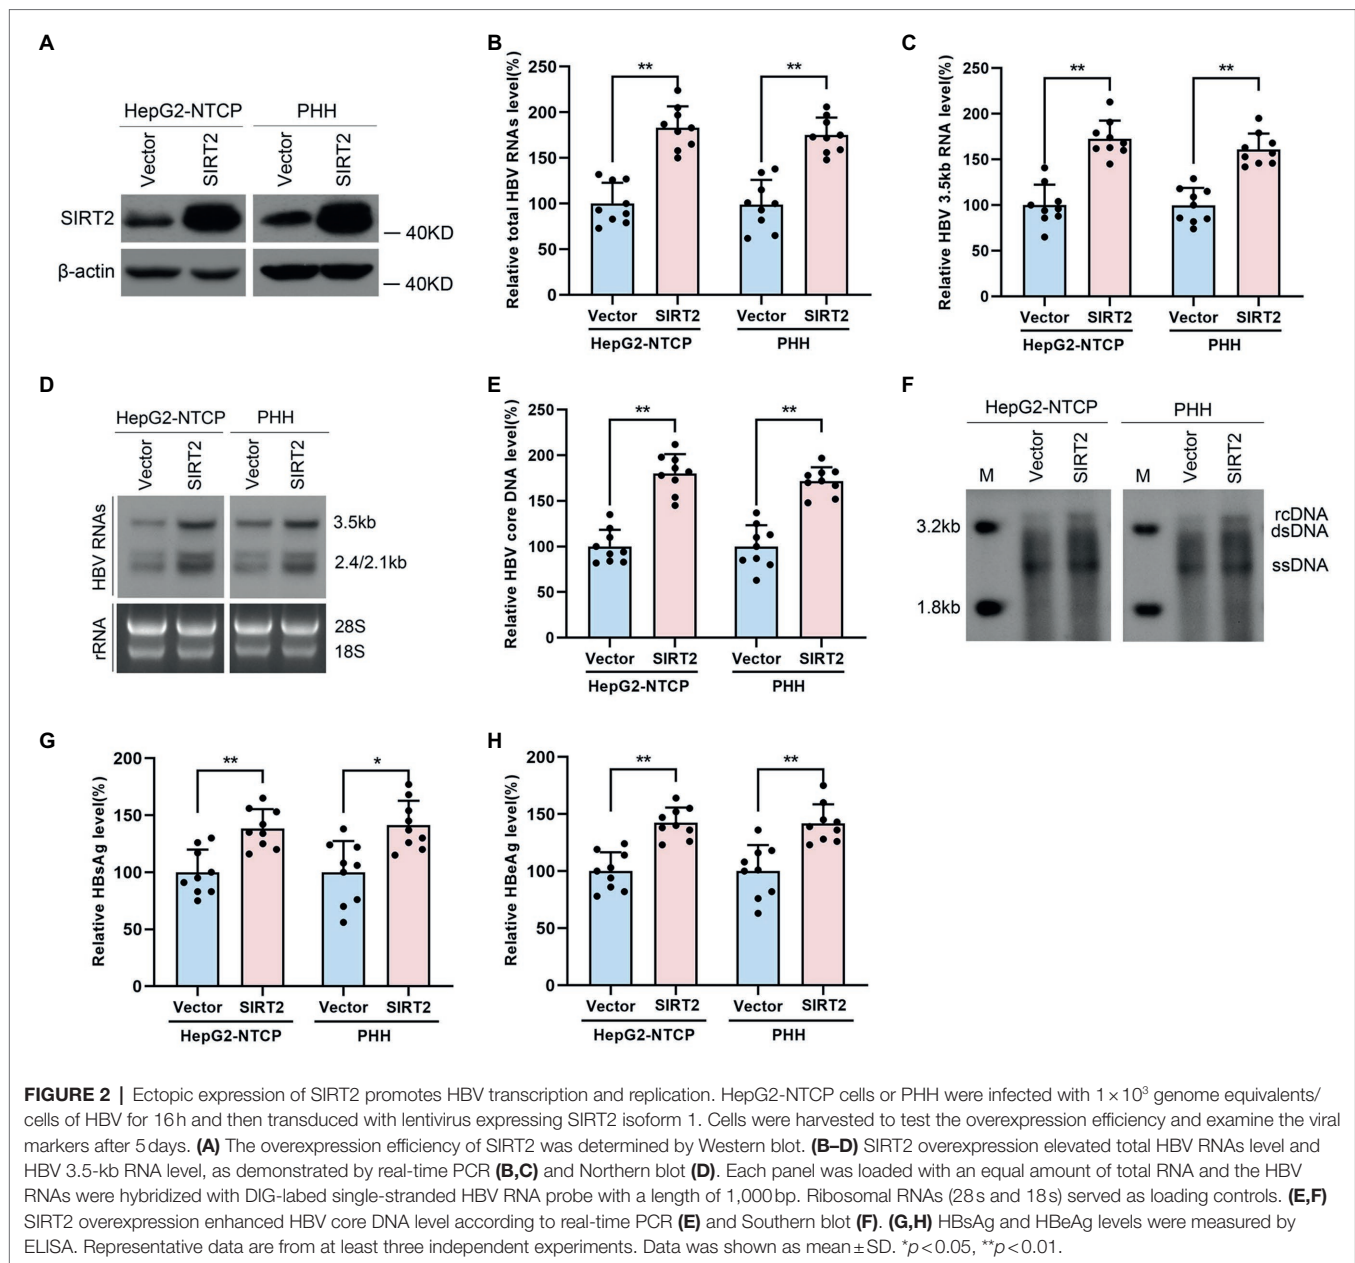 A
HepG2-NTCP PHH
Vector SIRT2 Vector SIRT2
SIRT2
40KD
β-actin
40KD
B
Relative total HBV RNAs level(%)
250
200
150
100
50
0
** **
Vector SIRT2 Vector SIRT2
HepG2-NTCP PHH
C
Relative HBV 3.5kb RNA level(%)
250
200
150
100
50
0
** **
Vector SIRT2 Vector SIRT2
HepG2-NTCP PHH
D
HepG2-NTCP PHH
Vector SIRT2 Vector SIRT2
HBV RNAs
3.5kb
2.4/2.1kb
rRNA
28S
18S
E
Relative HBV core DNA level(%)
250
200
150
100
50
0
** **
Vector SIRT2 Vector SIRT2
HepG2-NTCP PHH
F
HepG2-NTCP PHH
M Vector SIRT2 M Vector SIRT2
3.2kb
1.8kb
rcDNA
dsDNA
ssDNA
G
Relative HBsAg level(%)
200
150
100
50
0
** *
Vector SIRT2 Vector SIRT2
HepG2-NTCP PHH
H
Relative HBeAg level(%)
200
150
100
50
0
** **
Vector SIRT2 Vector SIRT2
HepG2-NTCP PHH
FIGURE 2 | Ectopic expression of SIRT2 promotes HBV transcription and replication. HepG2-NTCP cells or PHH were infected with 1 × 10³ genome equivalents/
cells of HBV for 16 h and then transduced with lentivirus expressing SIRT2 isoform 1. Cells were harvested to test the overexpression efficiency and examine the viral
markers after 5 days. (A) The overexpression efficiency of SIRT2 was determined by Western blot. (B–D) SIRT2 overexpression elevated total HBV RNAs level and
HBV 3.5-kb RNA level, as demonstrated by real-time PCR (B,C) and Northern blot (D). Each panel was loaded with an equal amount of total RNA and the HBV
RNAs were hybridized with DIG-labed single-stranded HBV RNA probe with a length of 1,000 bp. Ribosomal RNAs (28 s and 18 s) served as loading controls. (E,F)
SIRT2 overexpression enhanced HBV core DNA level according to real-time PCR (E) and Southern blot (F). (G,H) HBsAg and HBeAg levels were measured by
ELISA. Representative data are from at least three independent experiments. Data was shown as mean ± SD. *p < 0.05, **p < 0.01.